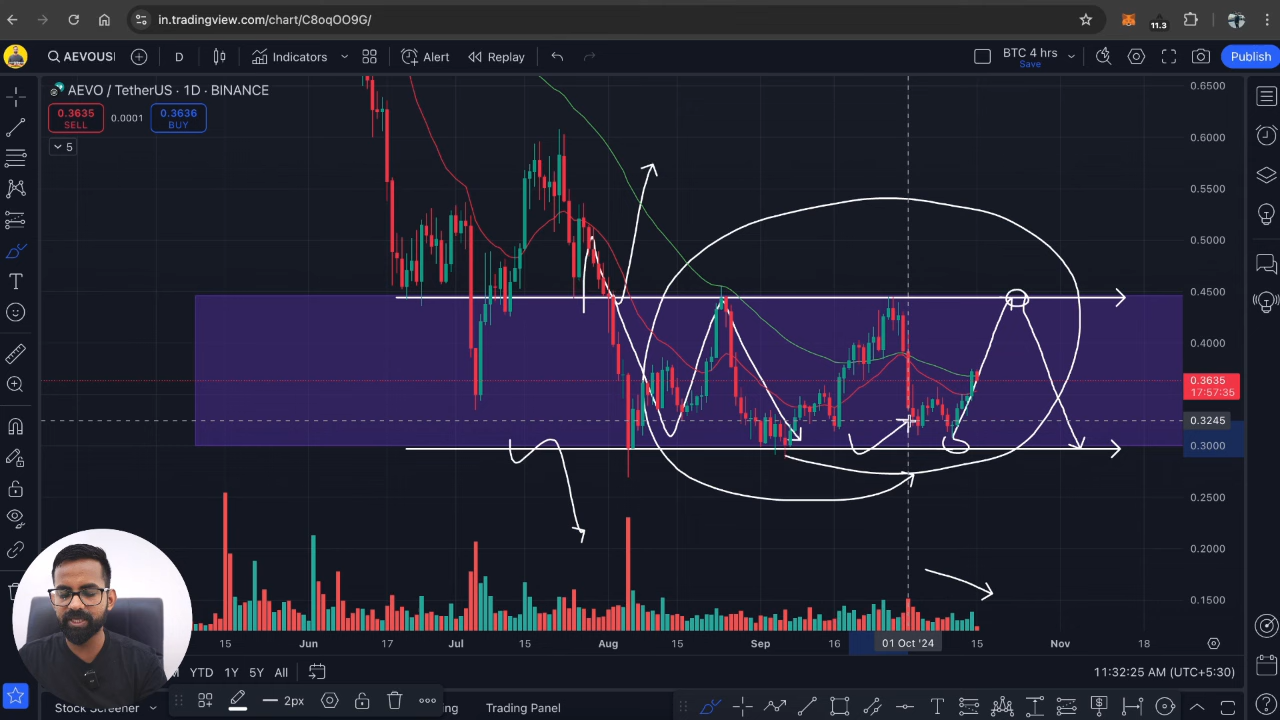 in.tradingview.com/chart/C8oqOO9G/
11.3
AEVOUS
D
Indicators
Alert
Replay
BTC 4 hrs
Save
Publish
AEVO / TetherUS · 1D · BINANCE
0.3635
SELL
0.0001
0.3636
BUY
5
0.6500
0.6000
0.5500
0.5000
0.4500
0.4000
0.3635
17:57:35
0.3245
0.3000
0.2500
0.2000
0.1500
15
Jun
17
Jul
15
Aug
15
Sep
16
01 Oct '24
15
Nov
18
YTD
1Y
5Y
All
11:32:25 AM (UTC+5:30)
Stock Screener
2px
ng
Trading Panel